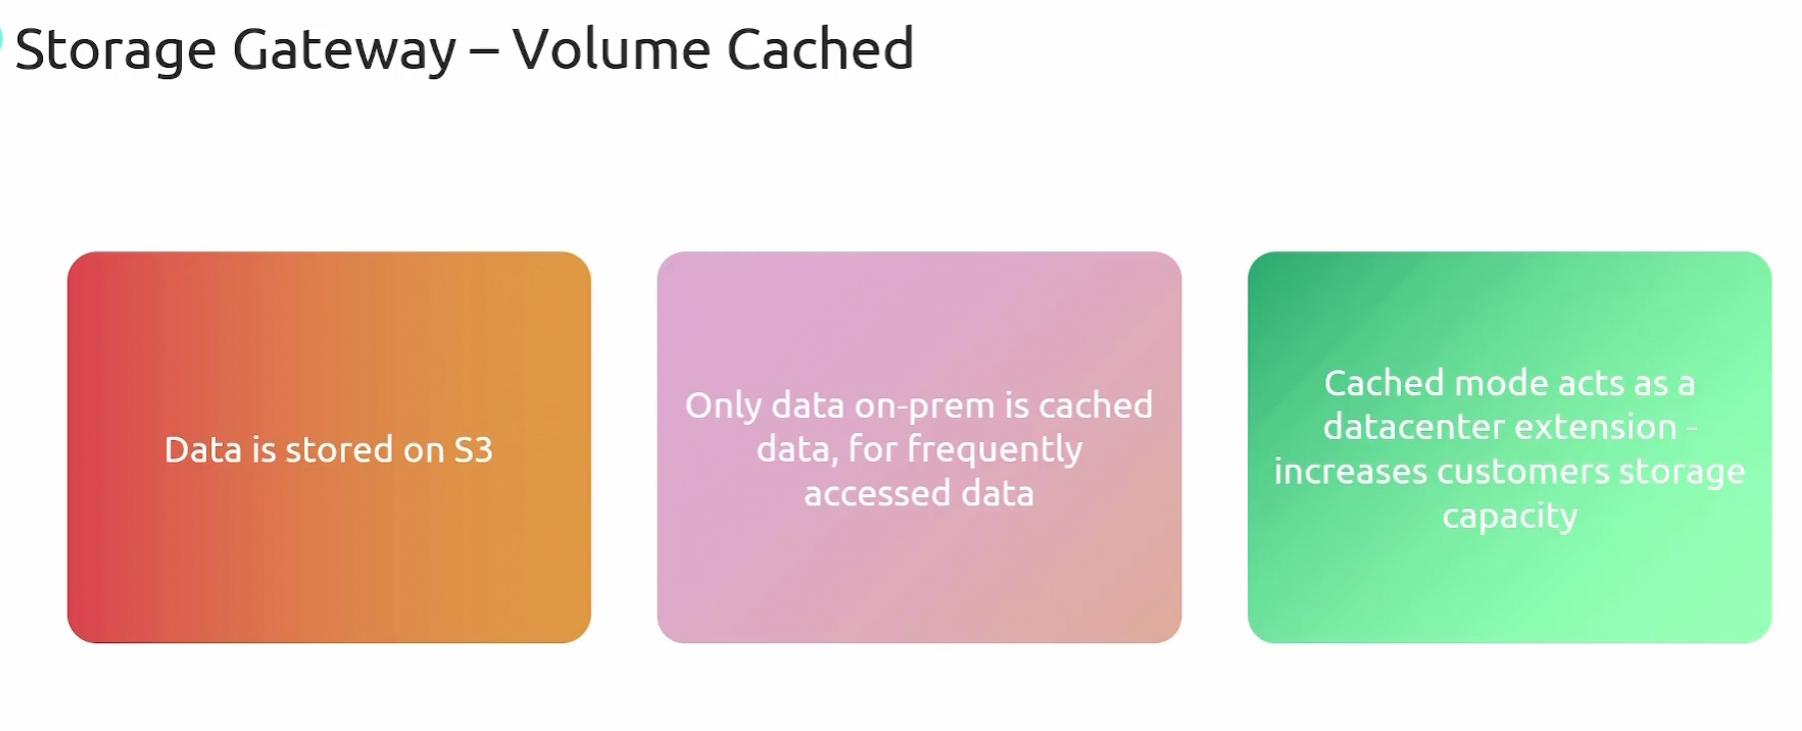 Storage Gateway – Volume Cached
Data is stored on S3
Only data on-prem is cached
data, for frequently
accessed data
Cached mode acts as a
datacenter extension -
increases customers storage
capacity